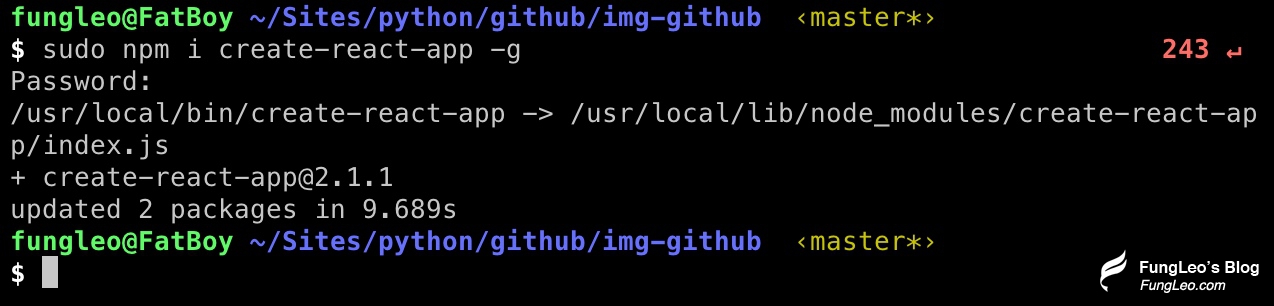 fungleo@FatBoy ~/Sites/python/github/img-github ‹master*›
$ sudo npm i create-react-app -g 243 ↵
Password:
/usr/local/bin/create-react-app -> /usr/local/lib/node_modules/create-react-ap
p/index.js
+ create-react-app@2.1.1
updated 2 packages in 9.689s
fungleo@FatBoy ~/Sites/python/github/img-github ‹master*›
$
FungLeo's Blog
FungLeo.com